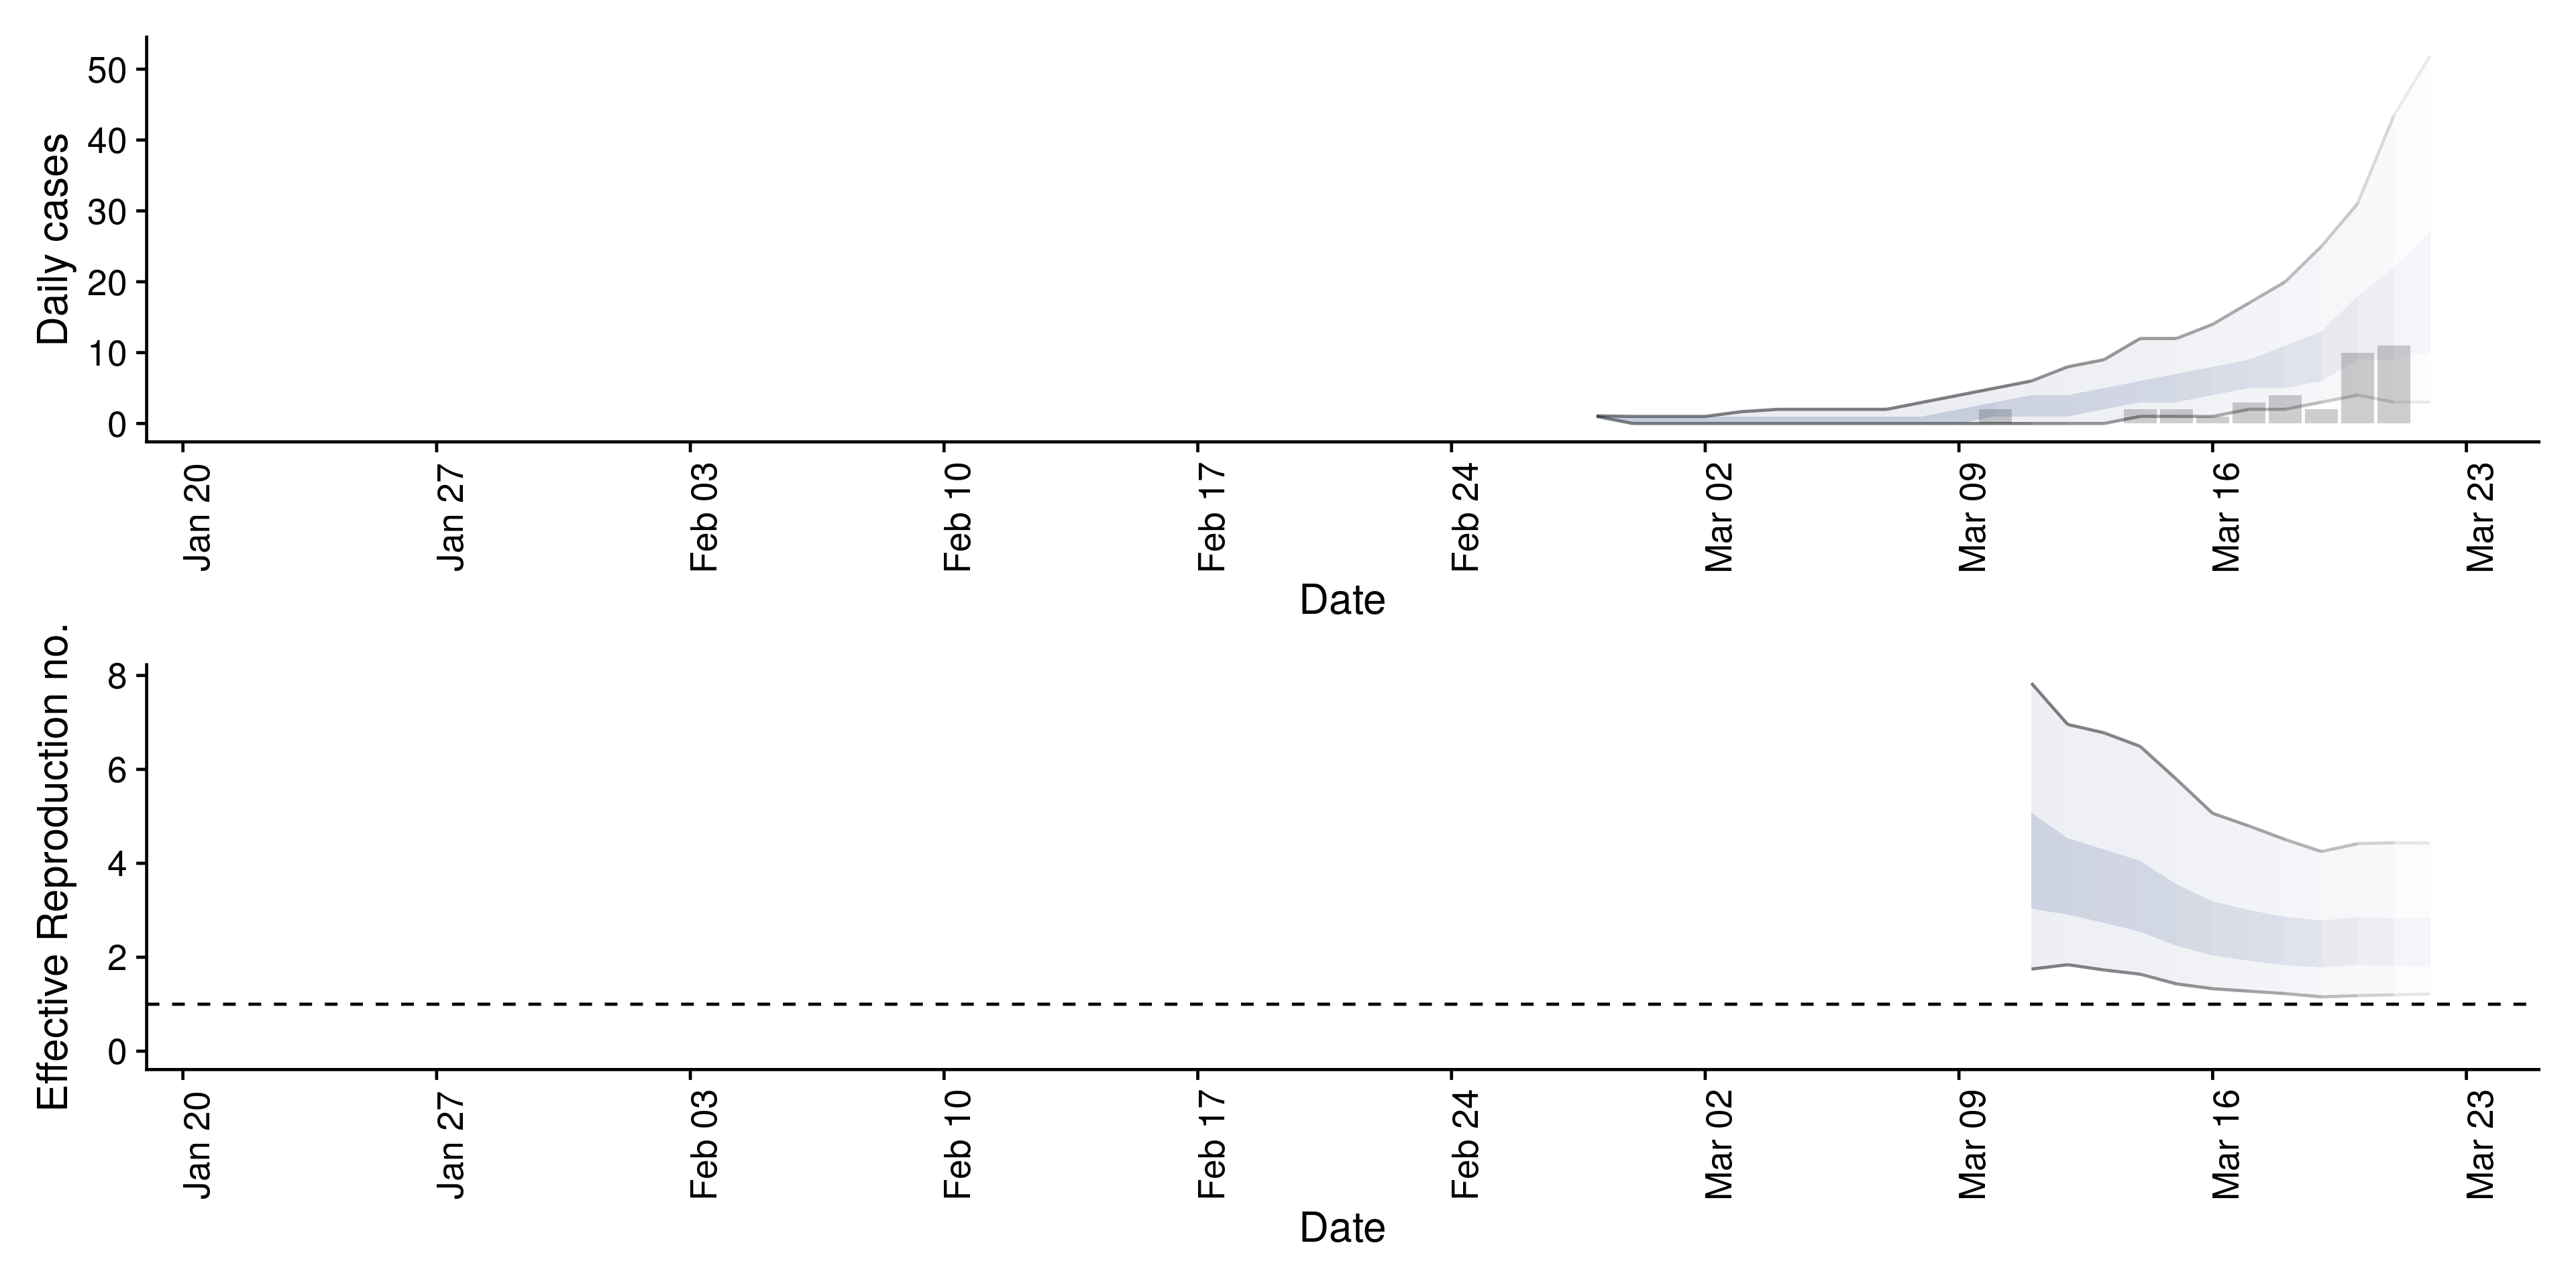 Daily cases
50
40
30
20
10
0
Jan 20
Jan 27
Feb 03
Feb 10
Feb 17
Feb 24
Mar 02
Mar 09
Mar 16
Mar 23
Date
Effective Reproduction no.
8
6
4
2
0
Jan 20
Jan 27
Feb 03
Feb 10
Feb 17
Feb 24
Mar 02
Mar 09
Mar 16
Mar 23
Date